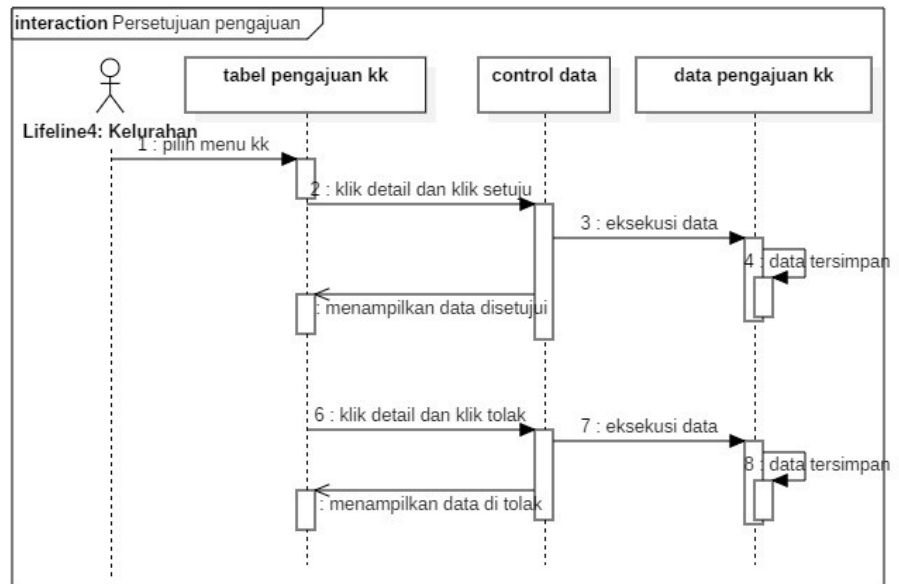 interaction Persetujuan pengajuan
tabel pengajuan kk
control data
data pengajuan kk
Lifeline4: Kelurahan
1 : pilih menu kk
2 : klik detail dan klik setuju
3 : eksekusi data
4 : data tersimpan
: menampilkan data disetujui
6 : klik detail dan klik tolak
7 : eksekusi data
8 : data tersimpan
: menampilkan data di tolak